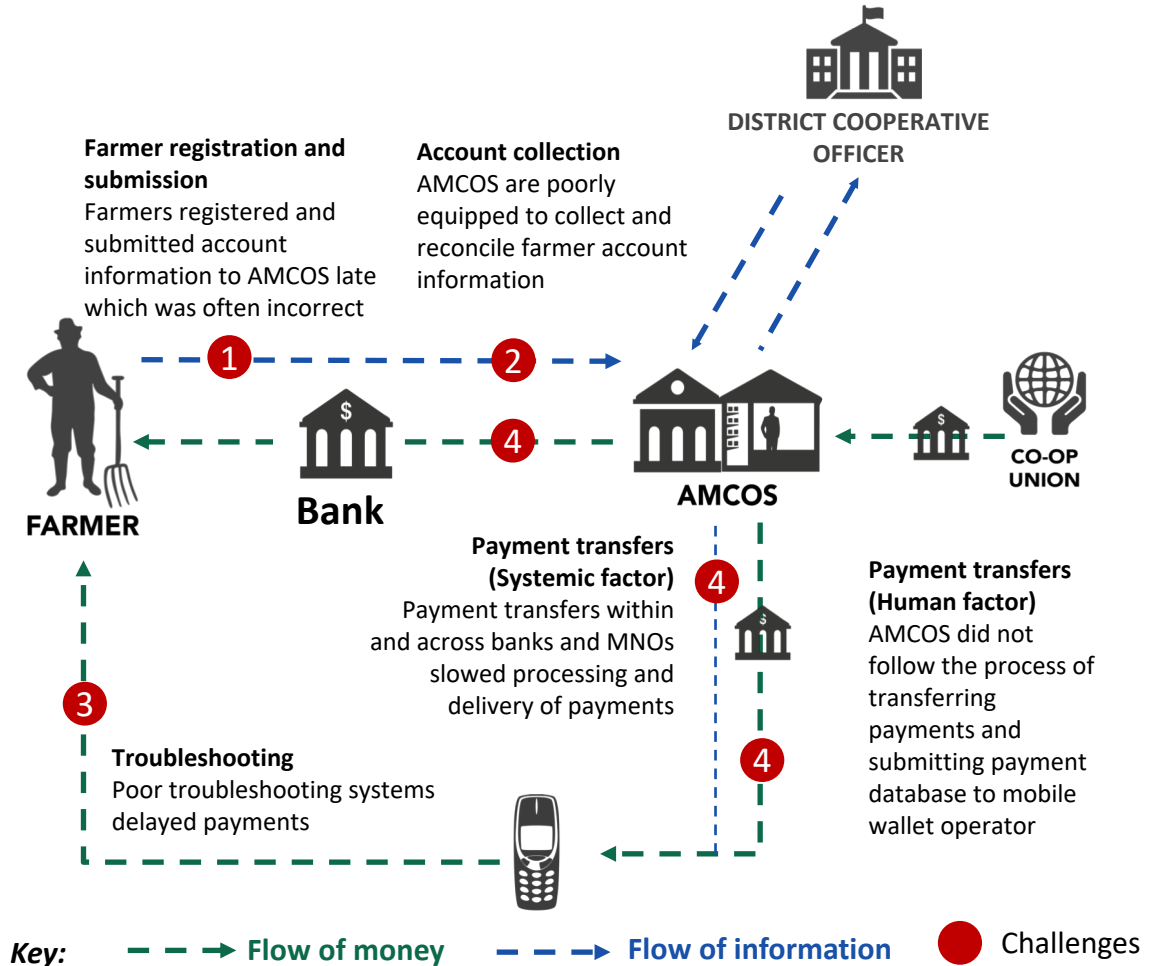 DISTRICT COOPERATIVE
OFFICER
Farmer registration and
submission
Farmers registered and
submitted account
information to AMCOS late
which was often incorrect
Account collection
AMCOS are poorly
equipped to collect and
reconcile farmer account
information
1
2
$
4
$
FARMER
Bank
AMCOS
CO-OP
UNION
Payment transfers
(Systemic factor)
Payment transfers within
and across banks and MNOs
slowed processing and
delivery of payments
4
$
Payment transfers
(Human factor)
AMCOS did not
follow the process of
transferring
payments and
submitting payment
database to mobile
wallet operator
3
4
Troubleshooting
Poor troubleshooting systems
delayed payments
Key:
Flow of money
Flow of information
Challenges